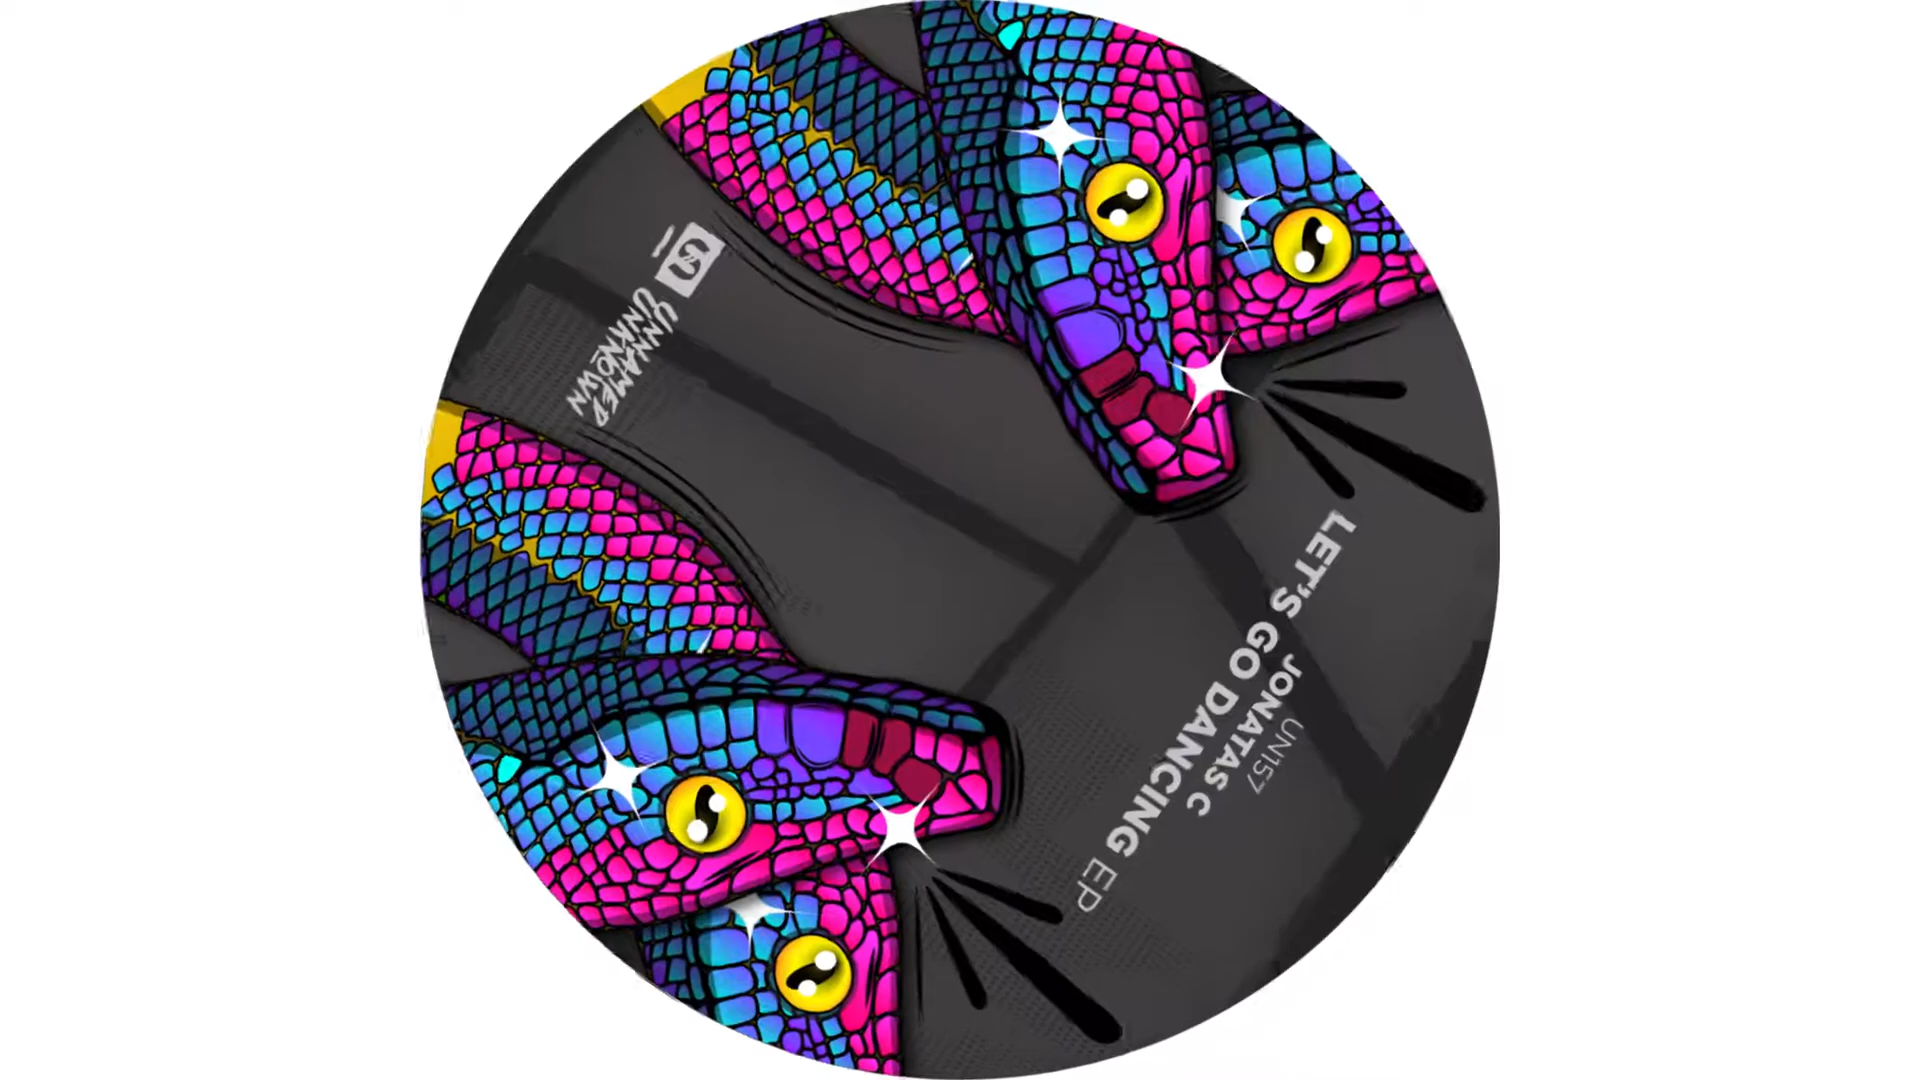 UNNAMED
UNKNOWN
LET'S GO DANCING EP
JONATAS C
UN157